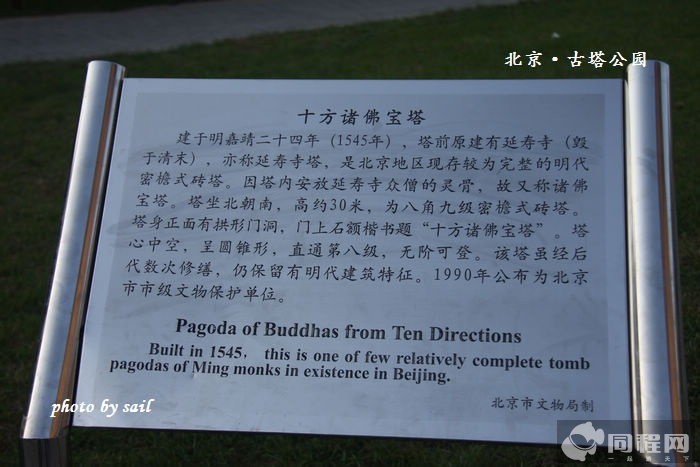 北京·古塔公园
十方诸佛宝塔
建于明嘉靖二十四年（1545年），塔前原建有延寿寺（毁
于清末），亦称延寿寺塔，是北京地区现存较为完整的明代
密檐式砖塔。因塔内安放延寿寺众僧的灵骨，故又称诸佛
宝塔。塔坐北朝南，高约30米，为八角九级密檐式砖塔。
塔身正面有拱形门洞，门上石额楷书题“十方诸佛宝塔”。塔
心中空，呈圆锥形，直通第八级，无阶可登。该塔虽经后
代数次修缮，仍保留有明代建筑特征。1990年公布为北京
市市级文物保护单位。
Pagoda of Buddhas from Ten Directions
Built in 1545， this is one of few relatively complete tomb
pagodas of Ming monks in existence in Beijing.
北京市文物局制
photo by sail
同程网
一起游天下